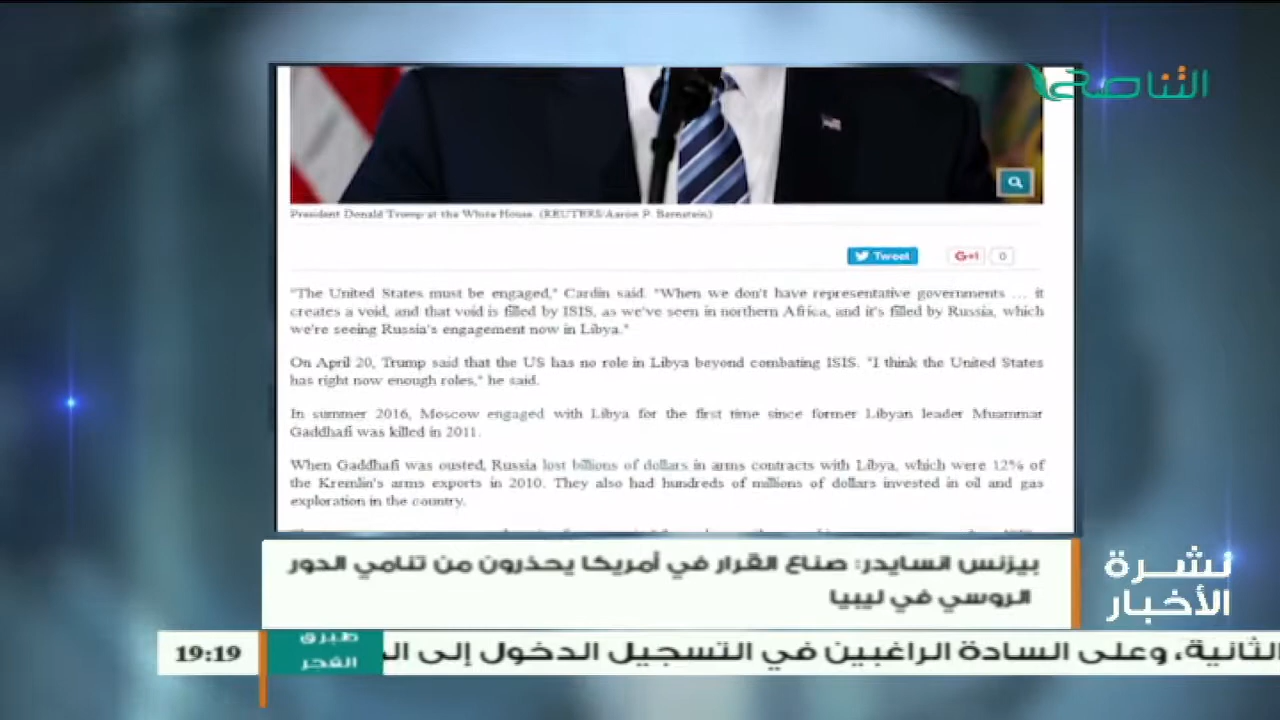 التناصح
President Donald Trump at the White House. (REUTERS/Aaron P. Bernstein)
Tweet
G+1
0
"The United States must be engaged," Cardin said. "When we don't have representative governments … it
creates a void, and that void is filled by ISIS, as we've seen in northern Africa, and it's filled by Russia, which
we're seeing Russia's engagement now in Libya."
On April 20, Trump said that the US has no role in Libya beyond combating ISIS. "I think the United States
has right now enough roles," he said.
In summer 2016, Moscow engaged with Libya for the first time since former Libyan leader Muammar
Gaddhafi was killed in 2011.
When Gaddhafi was ousted, Russia lost billions of dollars in arms contracts with Libya, which were 12% of
the Kremlin's arms exports in 2010. They also had hundreds of millions of dollars invested in oil and gas
exploration in the country.
بيزنس انسايدر: صناع القرار في أمريكا يحذرون من تنامي الدور
الروسي في ليبيا
نشرة
الأخبار
19:19
طبرق
الفجر
الثانية، وعلى السادة الراغبين في التسجيل الدخول إلى